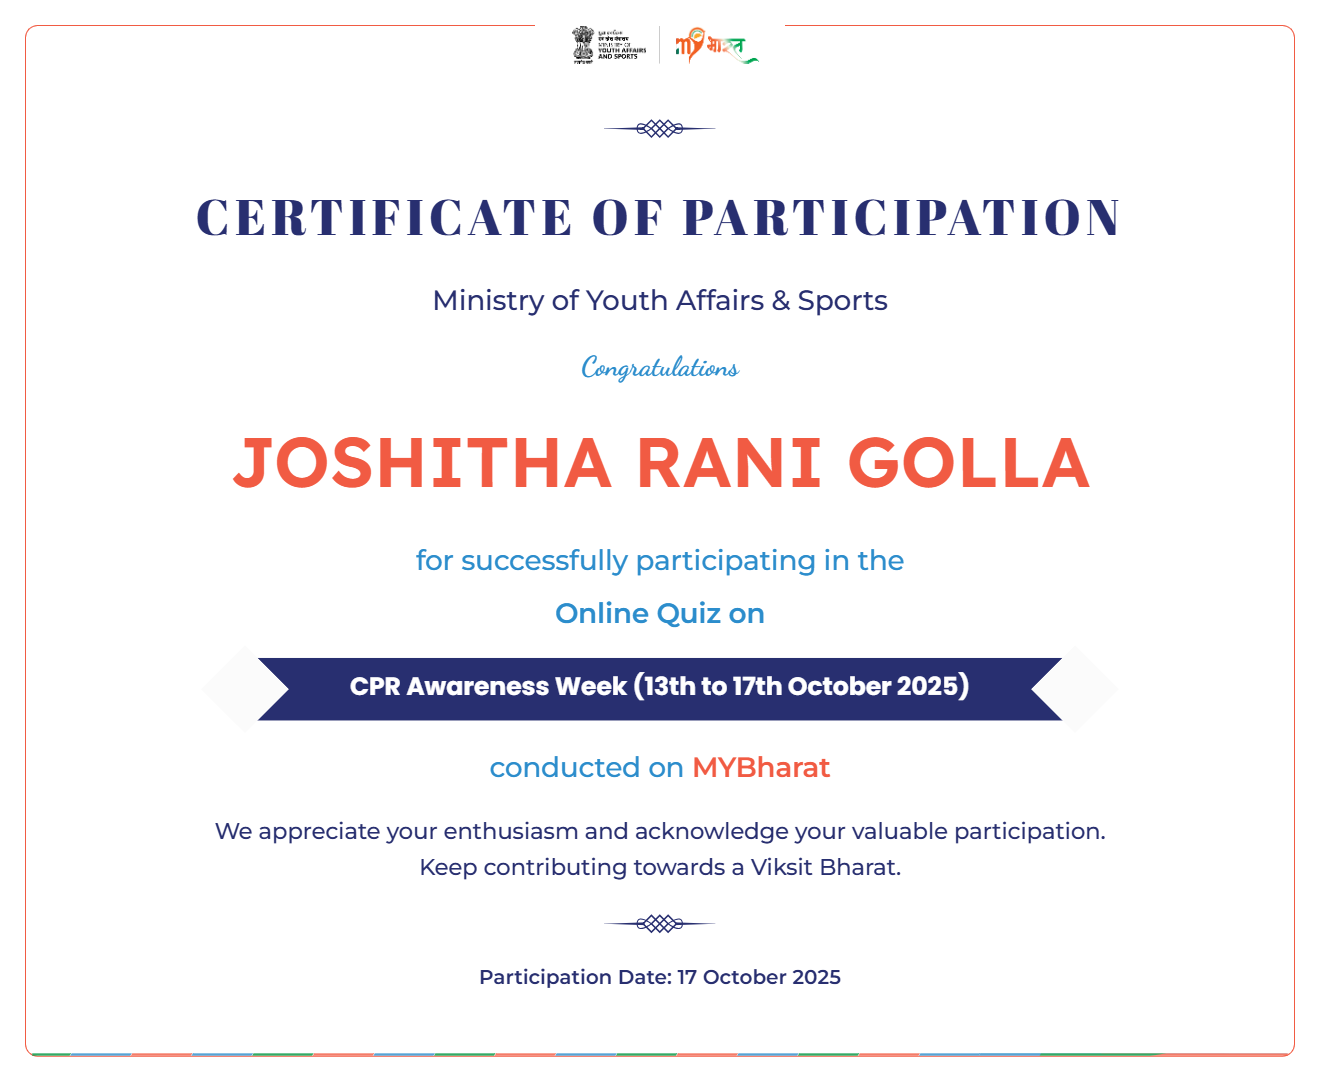 MINISTRY OF
YOUTH AFFAIRS
AND SPORTS
my भारत
CERTIFICATE OF PARTICIPATION
Ministry of Youth Affairs & Sports
Congratulations
JOSHITHA RANI GOLLA
for successfully participating in the
Online Quiz on
CPR Awareness Week (13th to 17th October 2025)
conducted on MYBharat
We appreciate your enthusiasm and acknowledge your valuable participation.
Keep contributing towards a Viksit Bharat.
Participation Date: 17 October 2025